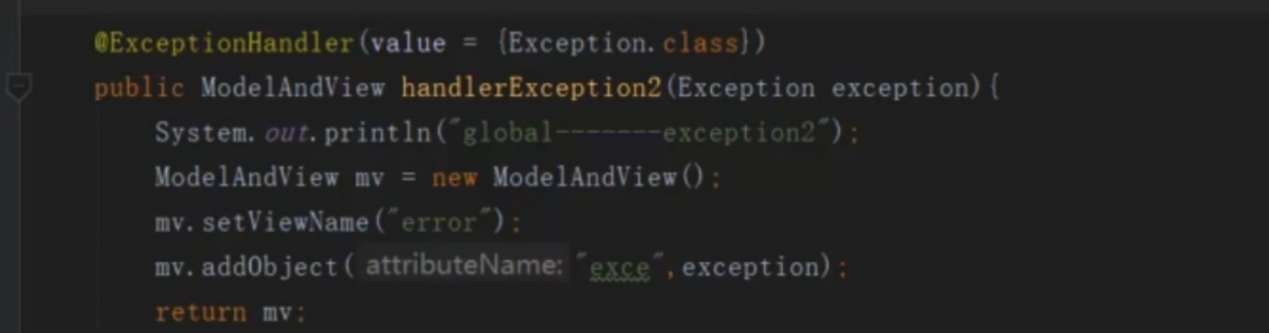 @ExceptionHandler(value = {Exception.class})
public ModelAndView handlerException2(Exception exception){
System.out.println("global-------exception2");
ModelAndView mv = new ModelAndView();
mv.setViewName("error");
mv.addObject( attributeName: "exce",exception);
return mv;